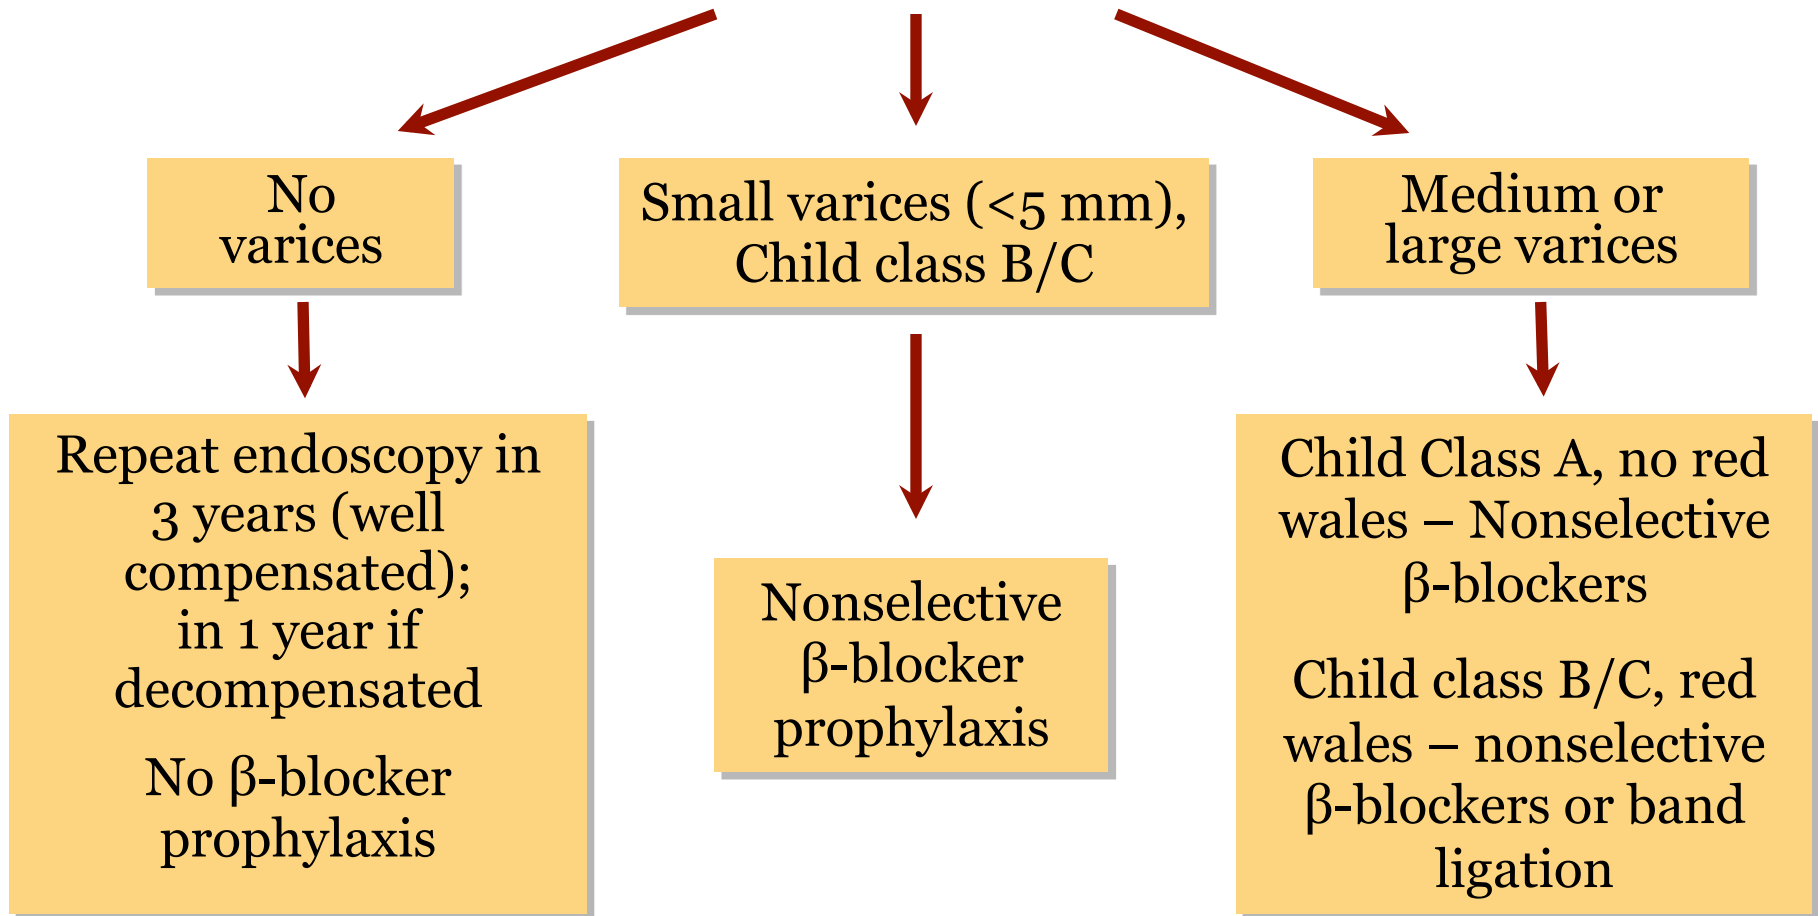 No
varices
Small varices (<5 mm),
Child class B/C
Medium or
large varices
Repeat endoscopy in
3 years (well
compensated);
in 1 year if
decompensated
No β-blocker
prophylaxis
Nonselective
β-blocker
prophylaxis
Child Class A, no red
wales – Nonselective
β-blockers
Child class B/C, red
wales – nonselective
β-blockers or band
ligation